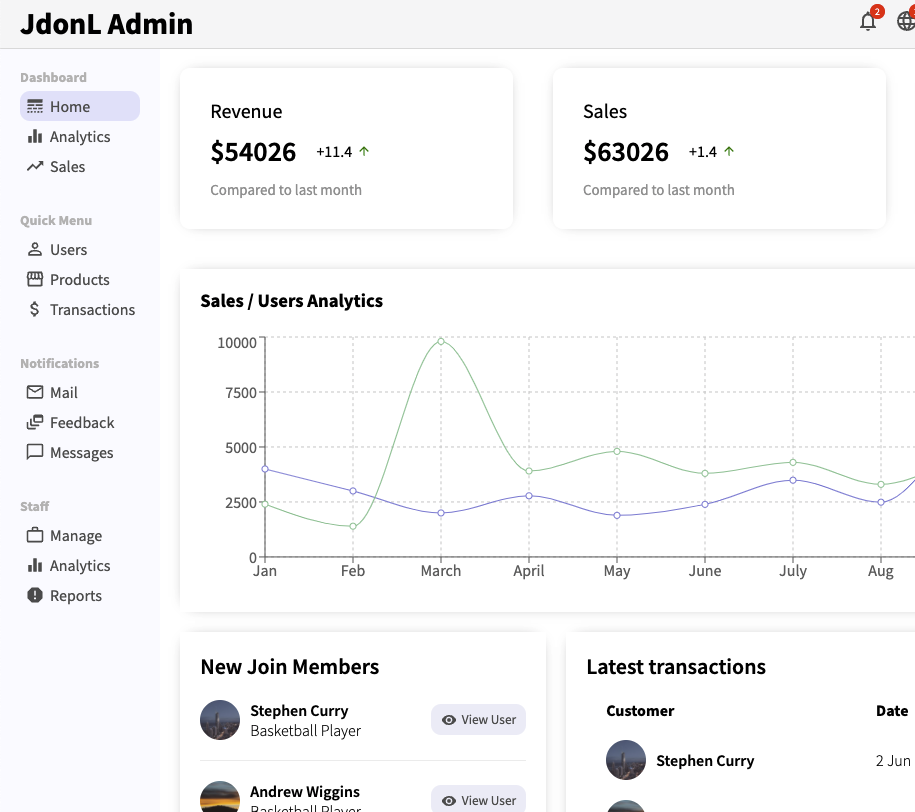 JdonL Admin
2
Dashboard
Home
Analytics
Sales
Quick Menu
Users
Products
Transactions
Notifications
Mail
Feedback
Messages
Staff
Manage
Analytics
Reports
Revenue
$54026 +11.4
Compared to last month
Sales
$63026 +1.4
Compared to last month
Sales / Users Analytics
10000
7500
5000
2500
0
Jan Feb March April May June July Aug
New Join Members
Stephen Curry
Basketball Player
View User
Andrew Wiggins
Basketball Player
View User
Latest transactions
Customer Date
Stephen Curry 2 Jun